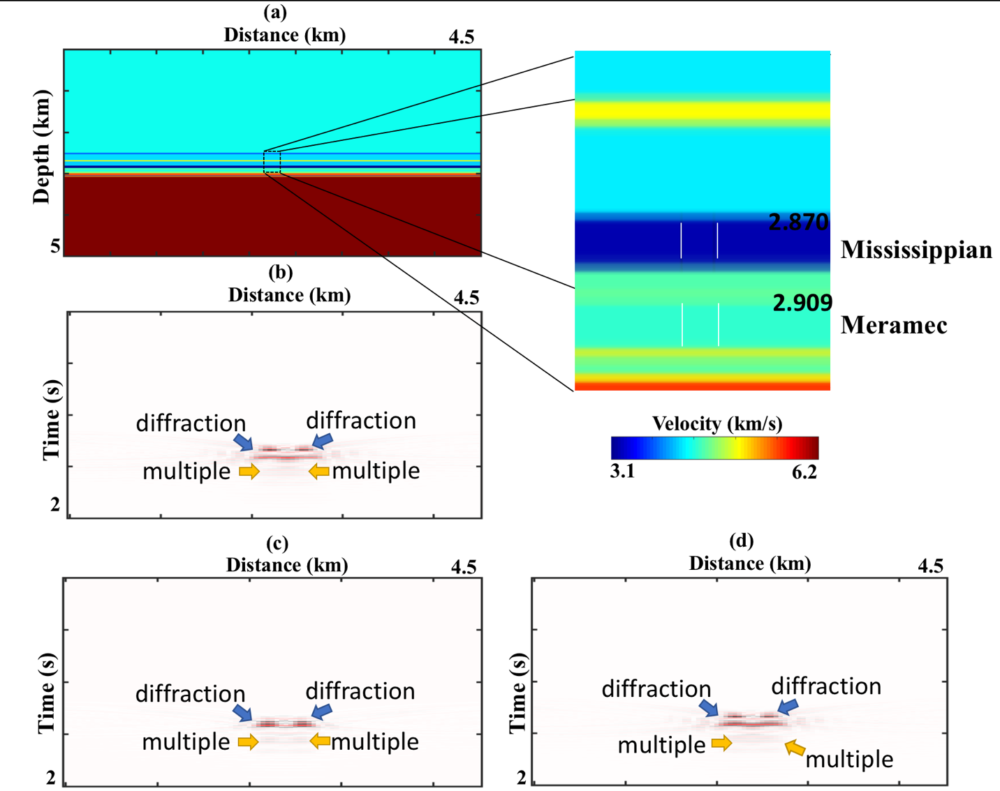 (a)
Distance (km)
4.5
Depth (km)
5
2.870
Mississippian
2.909
Meramec
Velocity (km/s)
3.1
6.2
(b)
Distance (km)
4.5
Time (s)
diffraction
diffraction
multiple
multiple
2
(c)
Distance (km)
4.5
Time (s)
diffraction
diffraction
multiple
multiple
2
(d)
Distance (km)
4.5
Time (s)
diffraction
diffraction
multiple
multiple
2